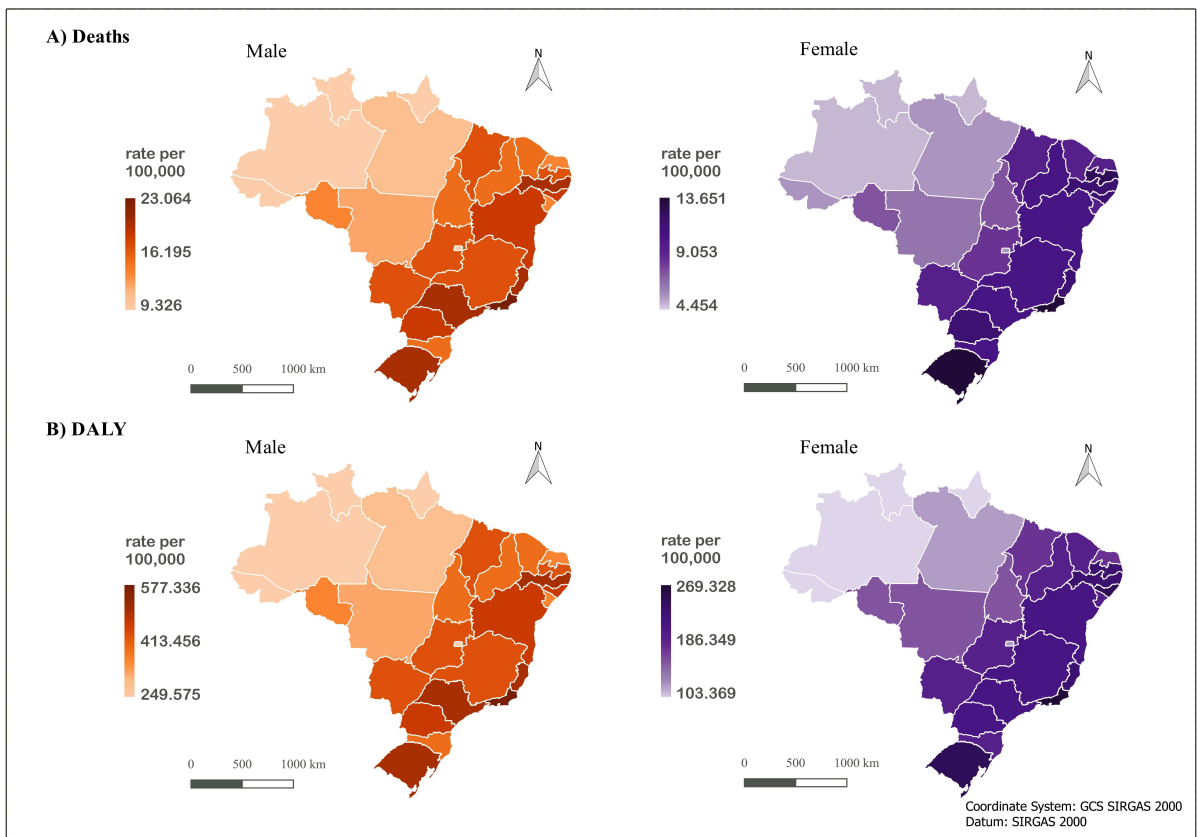 A) Deaths
Male
N
rate per
100,000
23.064
16.195
9.326
0 500 1000 km
Female
N
rate per
100,000
13.651
9.053
4.454
0 500 1000 km
B) DALY
Male
N
rate per
100,000
577.336
413.456
249.575
0 500 1000 km
Female
N
rate per
100,000
269.328
186.349
103.369
0 500 1000 km
Coordinate System: GCS SIRGAS 2000
Datum: SIRGAS 2000